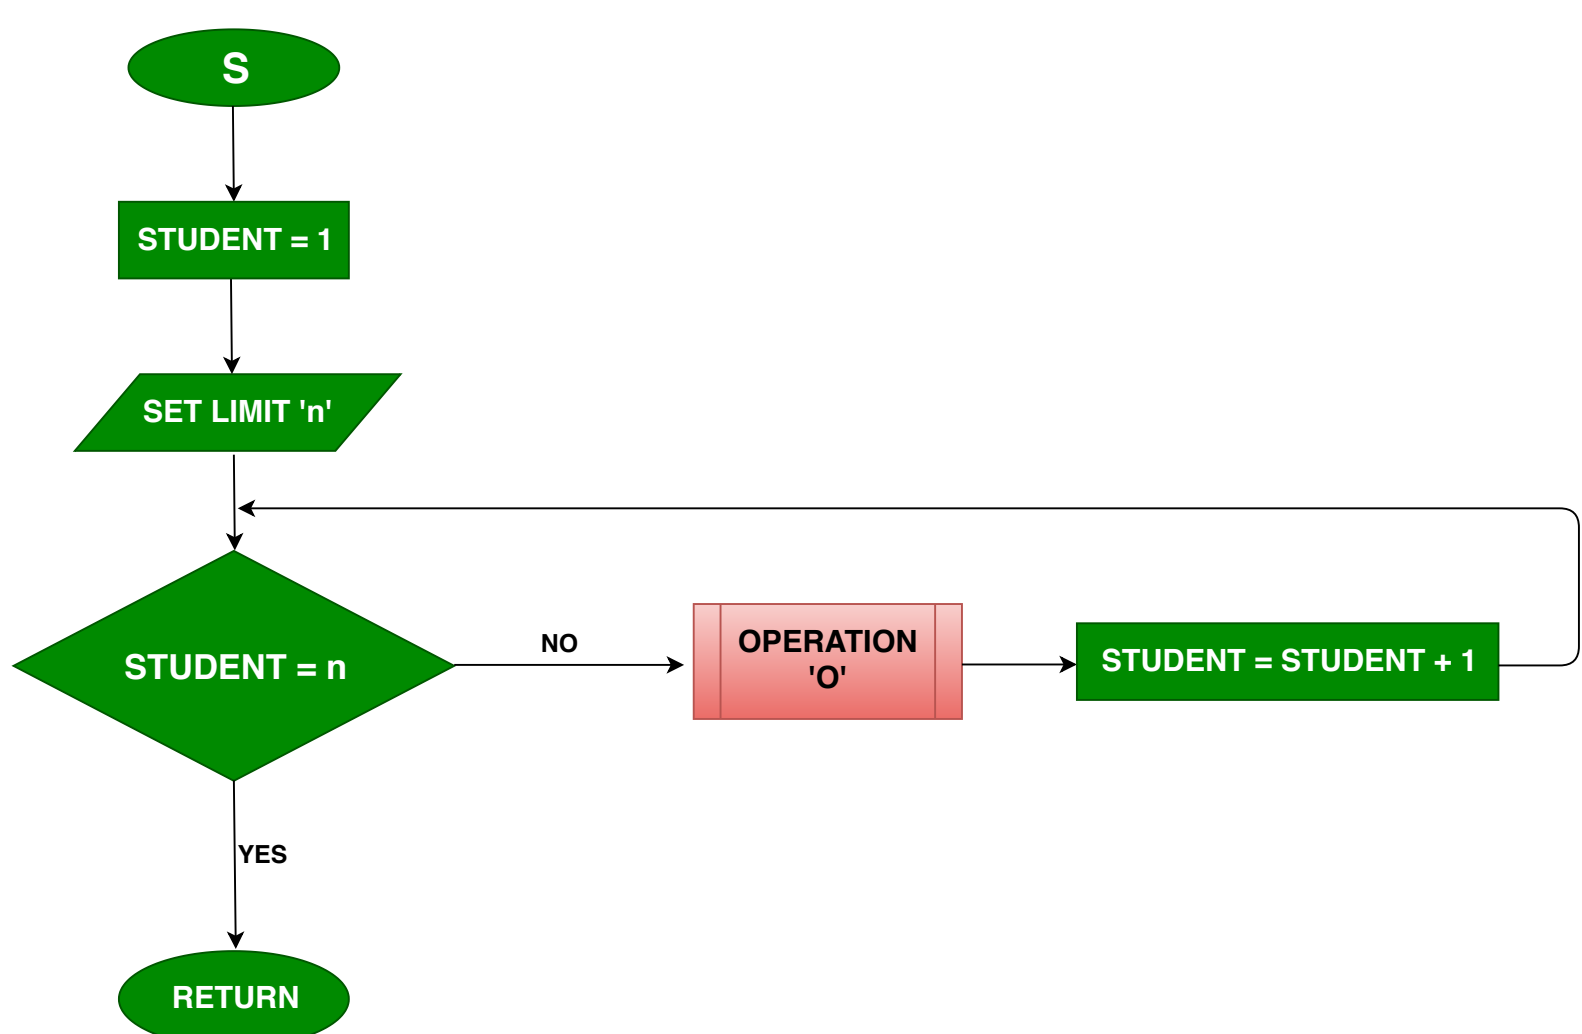 S
STUDENT = 1
SET LIMIT 'n'
STUDENT = n
NO
OPERATION
'O'
STUDENT = STUDENT + 1
YES
RETURN